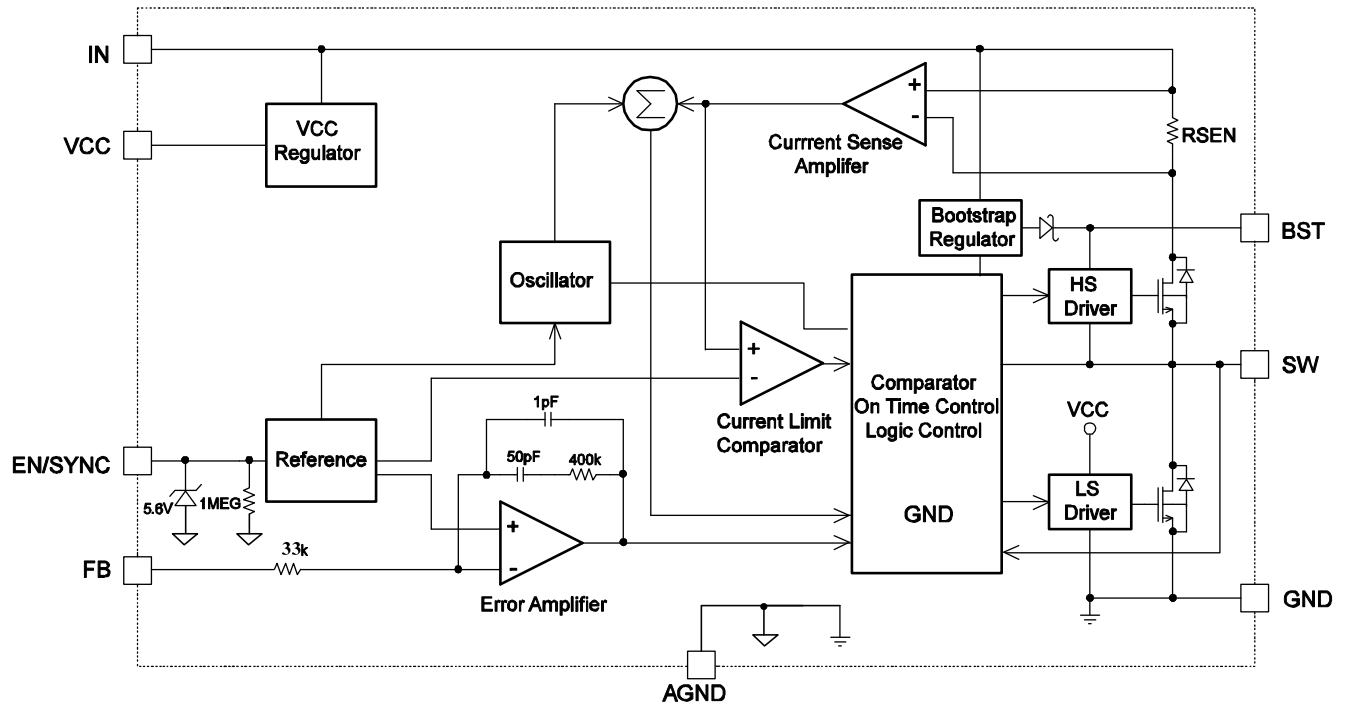 IN
VCC
VCC
Regulator
Σ
+
-
Currrent Sense
Amplifer
RSEN
Bootstrap
Regulator
BST
Oscillator
HS
Driver
+
-
Current Limit
Comparator
Comparator
On Time Control
Logic Control
GND
SW
VCC
LS
Driver
1pF
50pF
400k
EN/SYNC
Reference
5.6V
1MEG
+
-
Error Amplifier
FB
33k
GND
AGND